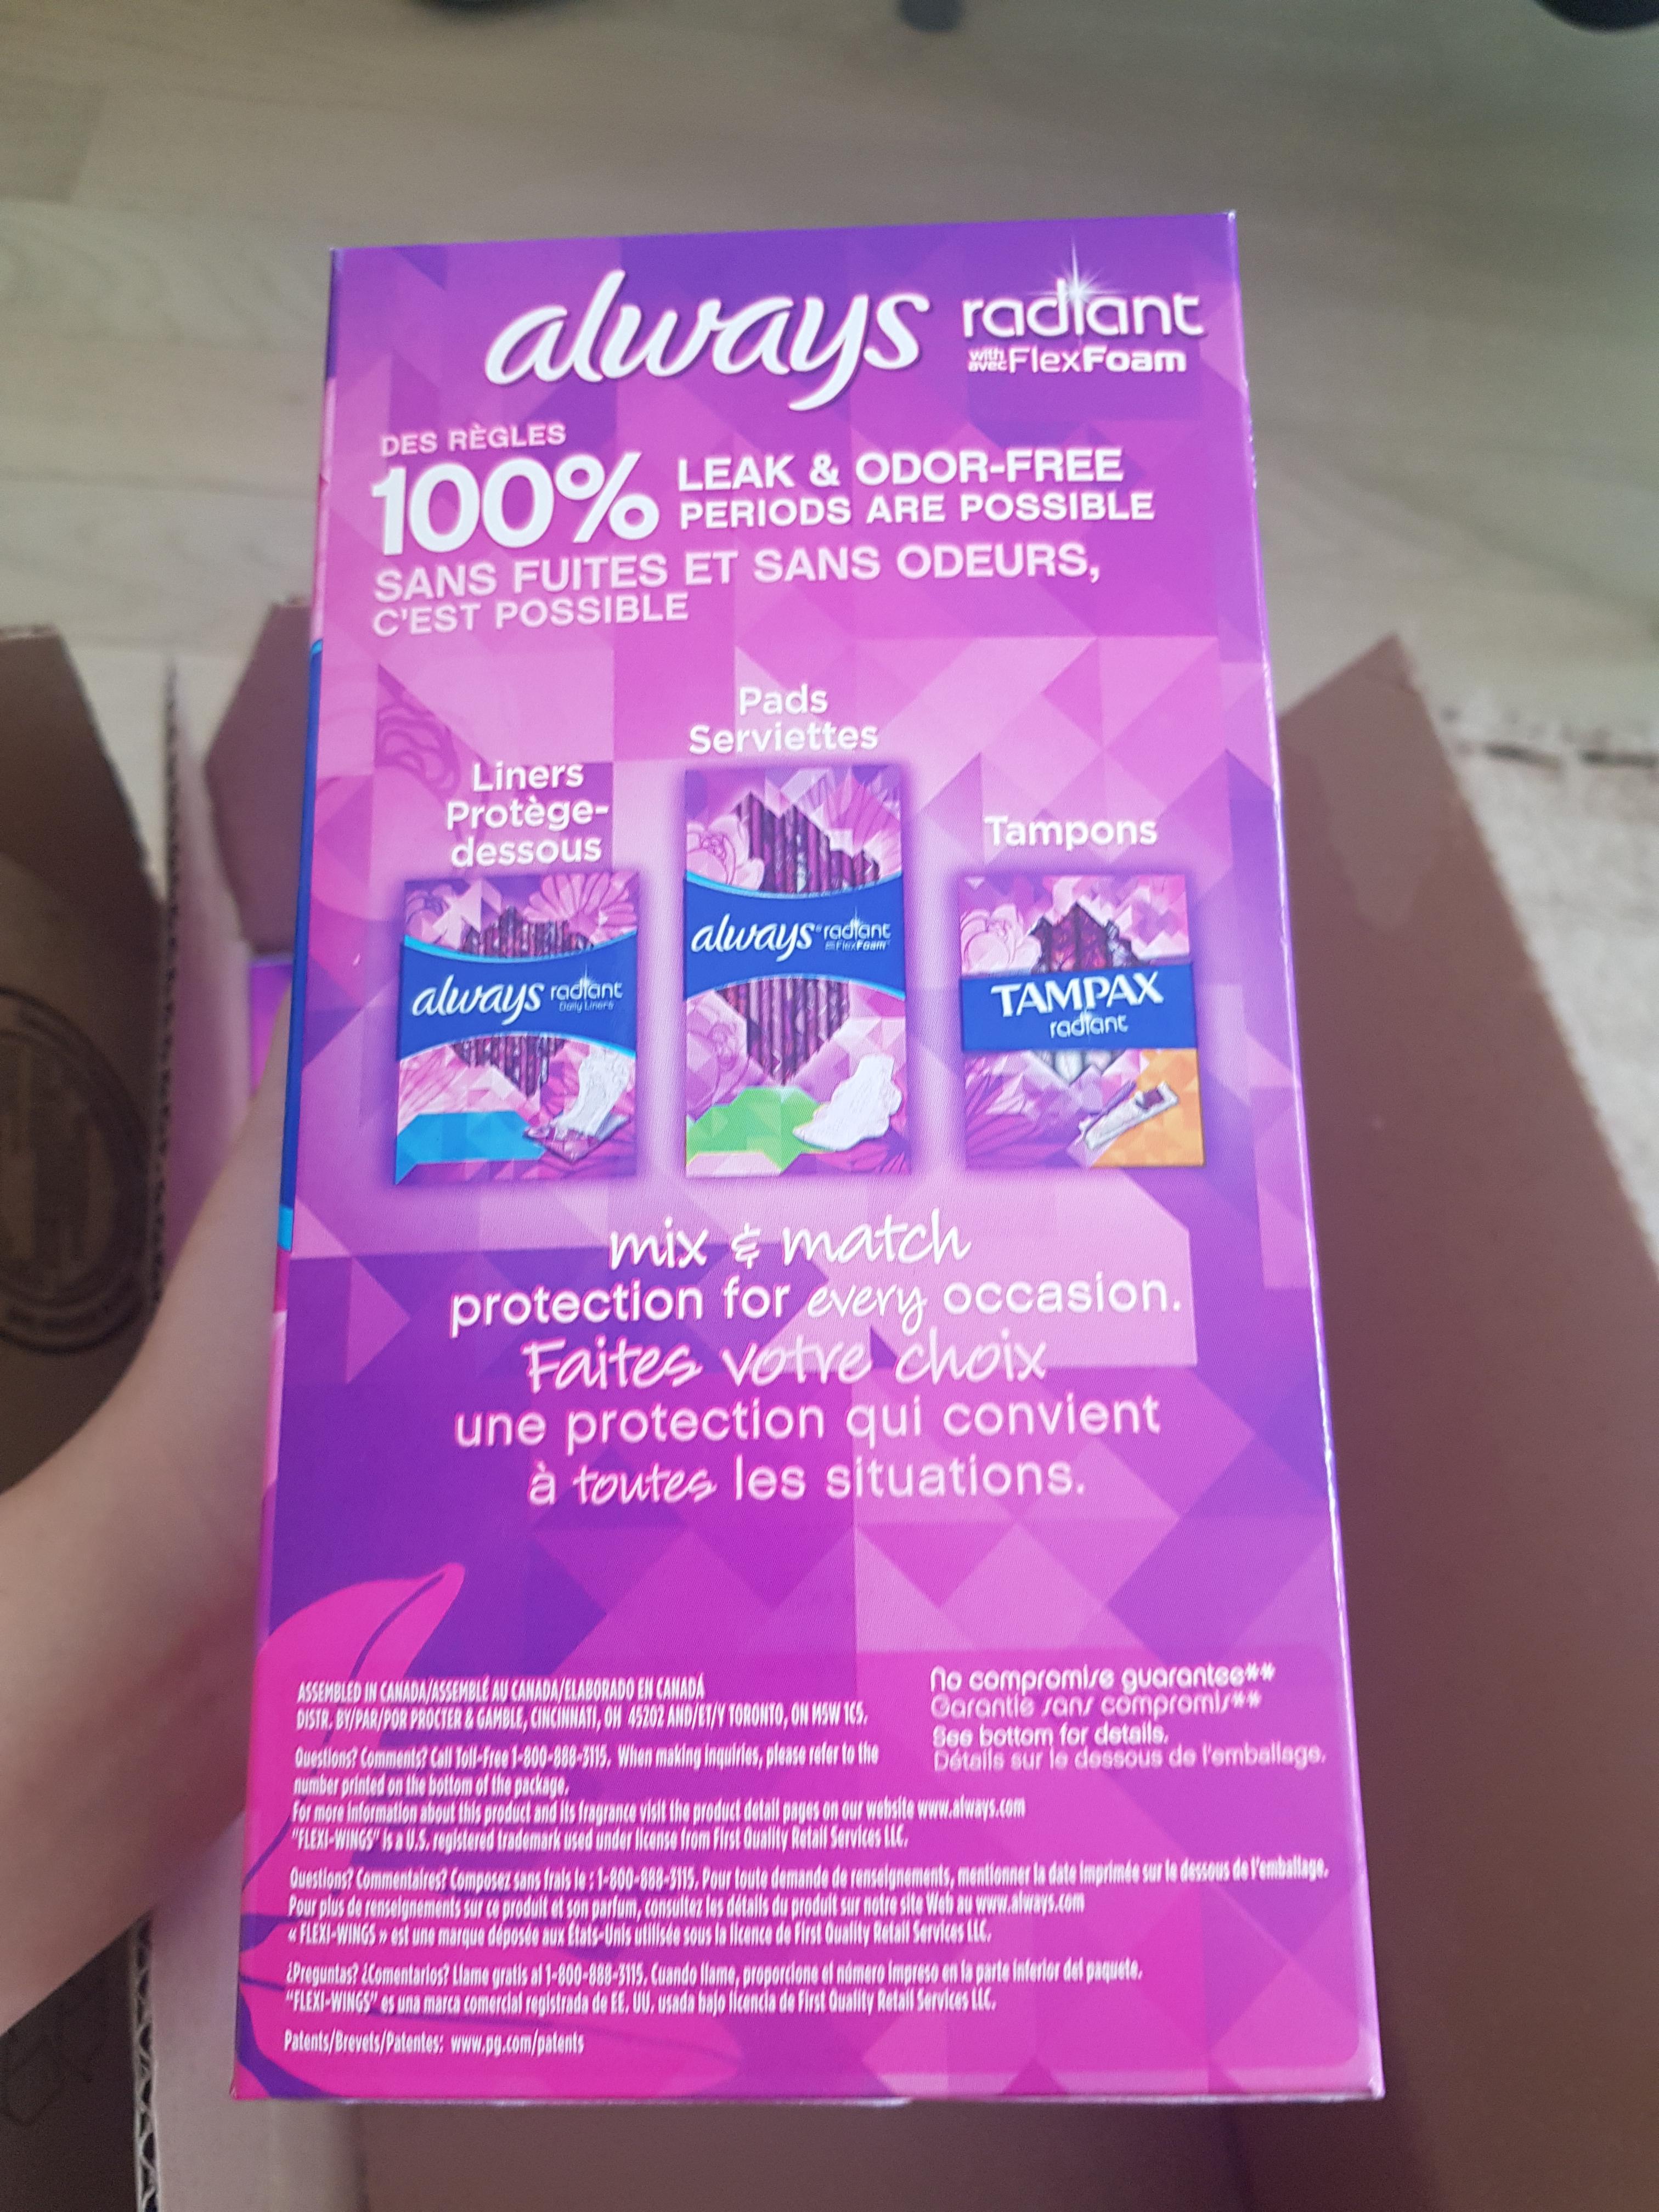 always radiant
with avec FlexFoam
DES RÈGLES
100% LEAK & ODOR-FREE
PERIODS ARE POSSIBLE
SANS FUITES ET SANS ODEURS,
C'EST POSSIBLE
Pads
Serviettes
Liners
Protège-
dessous
Tampons
always radiant
FlexFoam
always radiant
Daily Liners
TAMPAX
radiant
mix & match
protection for every occasion.
Faites votre choix
une protection qui convient
à toutes les situations.
No compromise guarantee**
Garantie sans compromis**
See bottom for details.
Détails sur le dessous de l'emballage.
ASSEMBLED IN CANADA/ASSEMBLÉ AU CANADA/ELABORADO EN CANADÁ
DISTR. BY/PAR/POR PROCTER & GAMBLE, CINCINNATI, OH 45202 AND/ET/Y TORONTO, ON M5W 1C5.
Questions? Comments? Call Toll-Free 1-800-888-3115. When making inquiries, please refer to the
number printed on the bottom of the package.
For more information about this product and its fragrance visit the product detail pages on our website www.always.com
"FLEXI-WINGS" is a U.S. registered trademark used under license from First Quality Retail Services LLC.
Questions? Commentaires? Composez sans frais le : 1-800-888-3115. Pour toute demande de renseignements, mentionner la date imprimée sur le dessous de l'emballage.
Pour plus de renseignements sur ce produit et son parfum, consultez les détails du produit sur notre site Web au www.always.com
« FLEXI-WINGS » est une marque déposée aux États-Unis utilisée sous la licence de First Quality Retail Services LLC.
¿Preguntas? ¿Comentarios? Llame gratis al 1-800-888-3115. Cuando llame, proporcione el número impreso en la parte inferior del paquete.
"FLEXI-WINGS" es una marca comercial registrada de EE. UU. usada bajo licencia de First Quality Retail Services LLC.
Patents/Brevets/Patentes: www.pg.com/patents